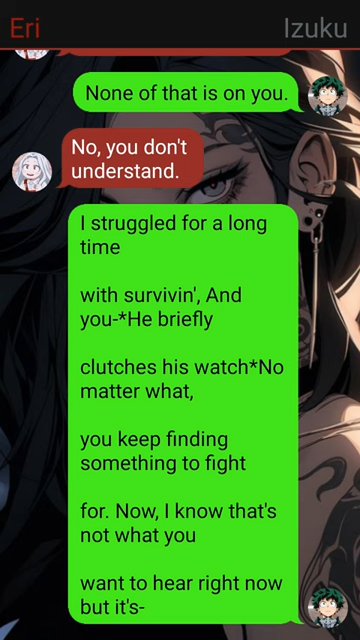 Eri
Izuku
None of that is on you.
No, you don't
understand.
I struggled for a long
time
with survivin', And
you-*He briefly
clutches his watch*No
matter what,
you keep finding
something to fight
for. Now, I know that's
not what you
want to hear right now
but it's-